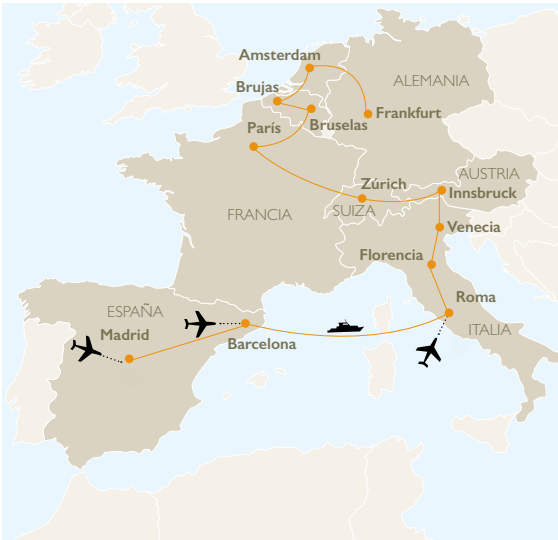 Amsterdam
ALEMANIA
Brujas
Frankfurt
París
Bruselas
AUSTRIA
Zúrich
Innsbruck
SUIZA
FRANCIA
Venecia
Florencia
Roma
ESPAÑA
ITALIA
Madrid
Barcelona